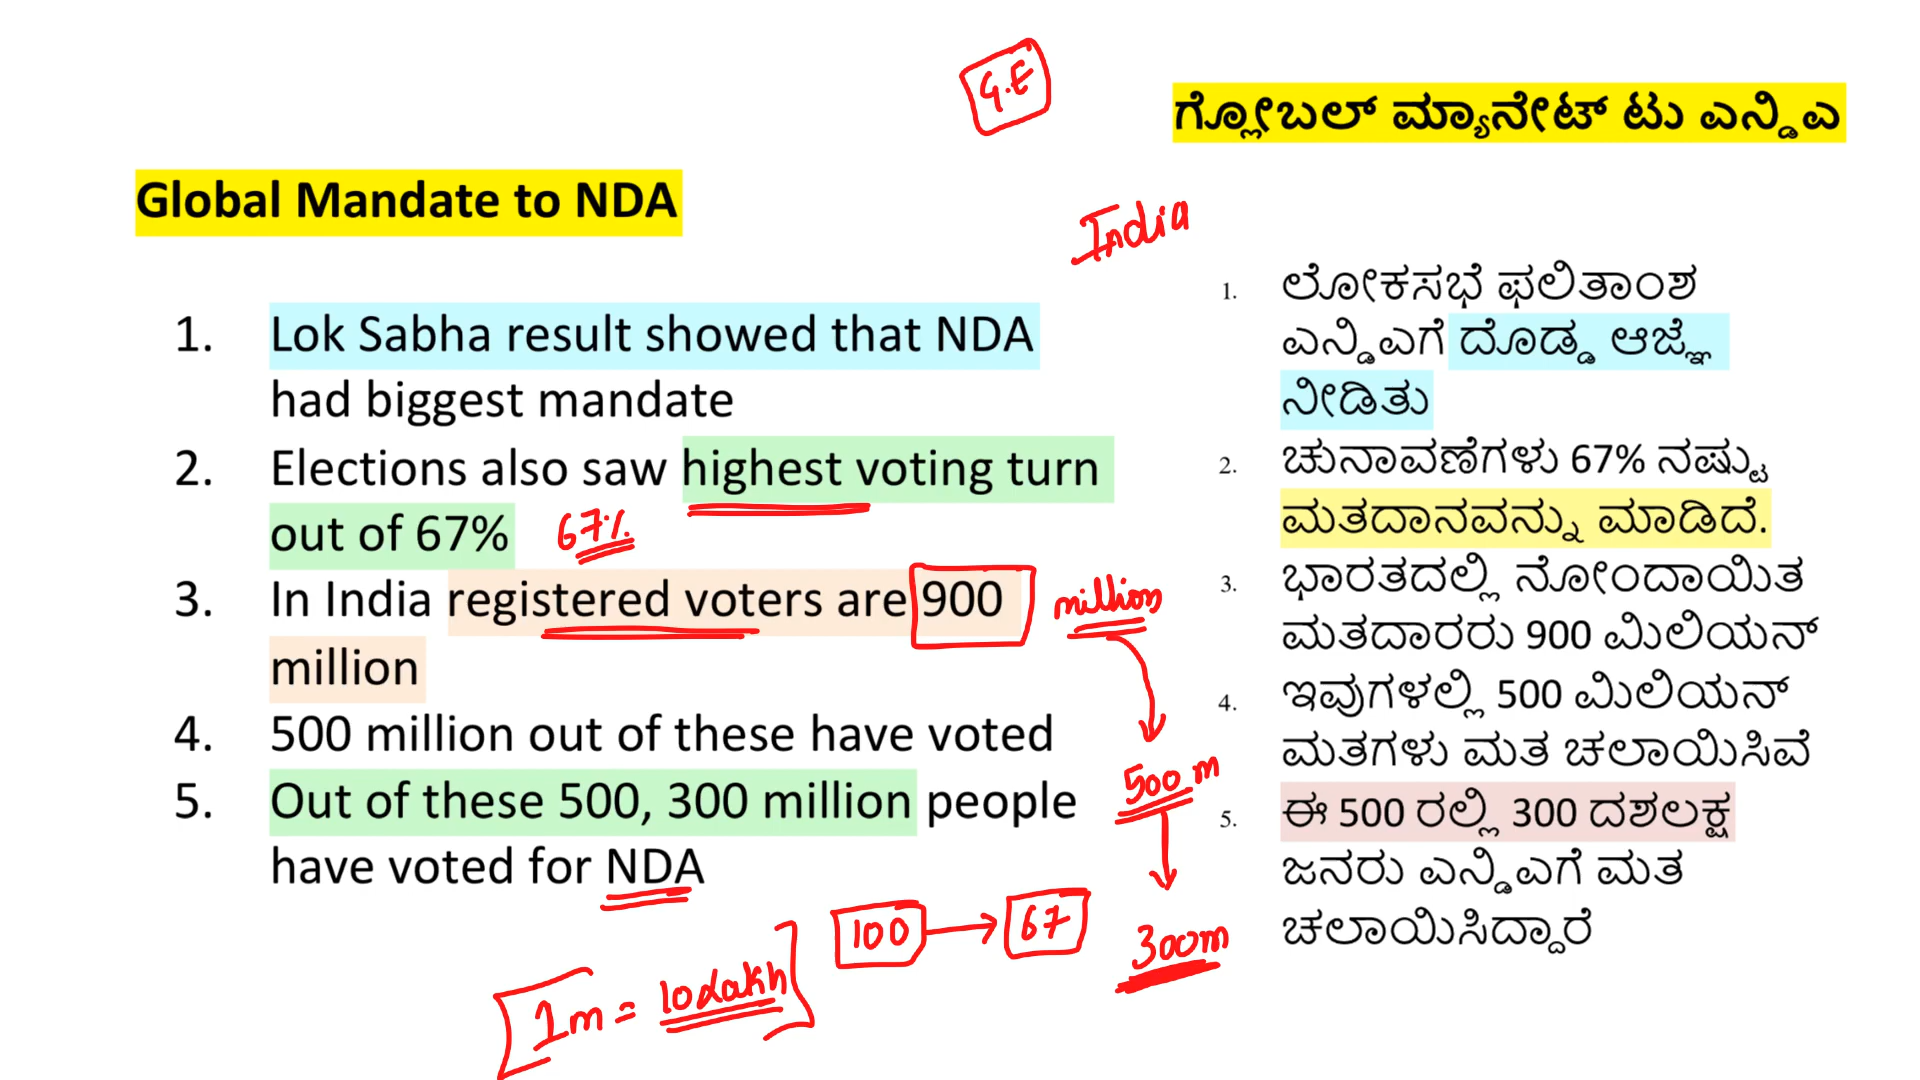 G.E
ಗ್ಲೋಬಲ್ ಮ್ಯಾನೇಟ್ ಟು ಎನ್ಡಿಎ
Global Mandate to NDA
India
1. Lok Sabha result showed that NDA
had biggest mandate
2. Elections also saw highest voting turn
out of 67% 67%
3. In India registered voters are 900 million
million
4. 500 million out of these have voted
500 m
5. Out of these 500, 300 million people
have voted for NDA
100 → 67
300m
1m = 10 Lakh
1. ಲೋಕಸಭೆ ಫಲಿತಾಂಶ
ಎನ್ಡಿಎಗೆ ದೊಡ್ಡ ಆಜ್ಞೆ
ನೀಡಿತು
2. ಚುನಾವಣೆಗಳು 67% ನಷ್ಟು
ಮತದಾನವನ್ನು ಮಾಡಿದೆ.
3. ಭಾರತದಲ್ಲಿ ನೋಂದಾಯಿತ
ಮತದಾರರು 900 ಮಿಲಿಯನ್
4. ಇವುಗಳಲ್ಲಿ 500 ಮಿಲಿಯನ್
ಮತಗಳು ಮತ ಚಲಾಯಿಸಿವೆ
5. ಈ 500 ರಲ್ಲಿ 300 ದಶಲಕ್ಷ
ಜನರು ಎನ್ಡಿಎಗೆ ಮತ
ಚಲಾಯಿಸಿದ್ದಾರೆ